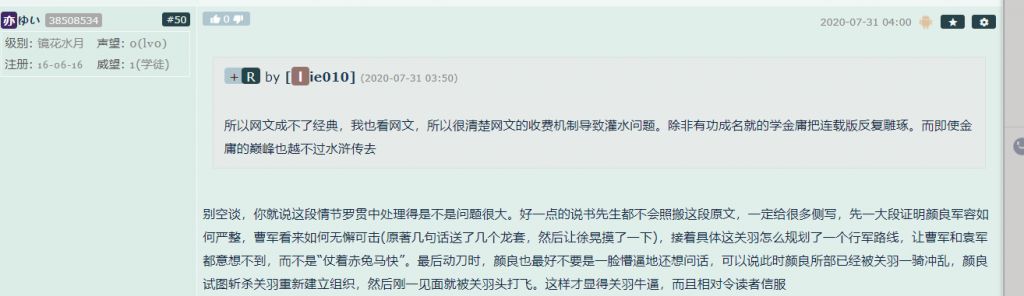 亦ゆい 38508534 #50
级别: 镜花水月 声望: 0(lv0)
注册: 16-06-16 威望: 1(学徒)
0 2020-07-31 04:00
+ R by [lie010] (2020-07-31 03:50)
所以网文成不了经典，我也看网文，所以很清楚网文的收费机制导致灌水问题。除非有功成名就的学金庸把连载版反复雕琢。而即使金
庸的巅峰也越不过水浒传去
别空谈，你就说这段情节罗贯中处理得是不是问题很大。好一点的说书先生都不会照搬这段原文，一定给很多侧写，先一大段证明颜良军容如
何严整，曹军看来如何无懈可击(原著几句话送了几个龙套，然后让徐晃摸了一下)，接着具体这关羽怎么规划了一个行军路线，让曹军和袁军
都意想不到，而不是“仗着赤兔马快”。最后动刀时，颜良也最好不要是一脸懵逼地还想问话，可以说此时颜良所部已经被关羽一骑冲乱，颜良
试图斩杀关羽重新建立组织，然后刚一见面就被关羽头打飞。这样才显得关羽牛逼，而且相对令读者信服